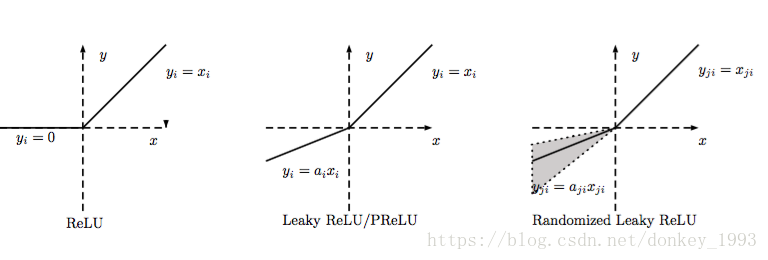 y
y_i = x_i
y_i = 0
x
ReLU
y
y_i = x_i
x
y_i = a_i x_i
Leaky ReLU/PReLU
y
y_{ji} = x_{ji}
x
y_{ji} = a_{ji} x_{ji}
Randomized Leaky ReLU
https://blog.csdn.net/donkey_1993